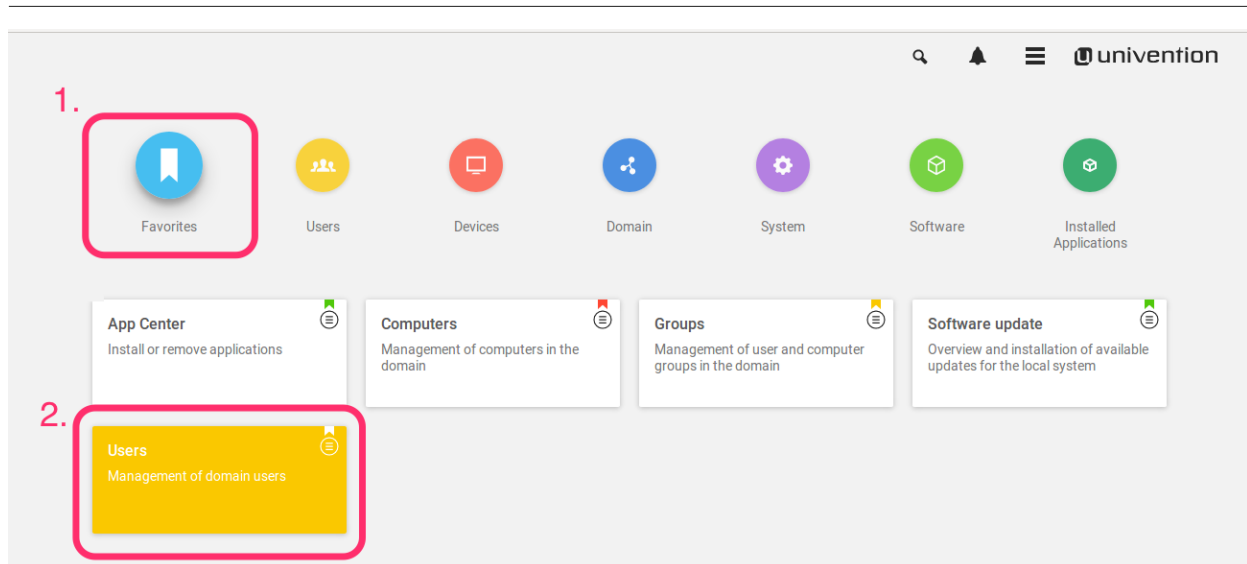 univention
1.
Favorites
Users
Devices
Domain
System
Software
Installed
Applications
App Center
Install or remove applications
Computers
Management of computers in the
domain
Groups
Management of user and computer
groups in the domain
Software update
Overview and installation of available
updates for the local system
2.
Users
Management of domain users